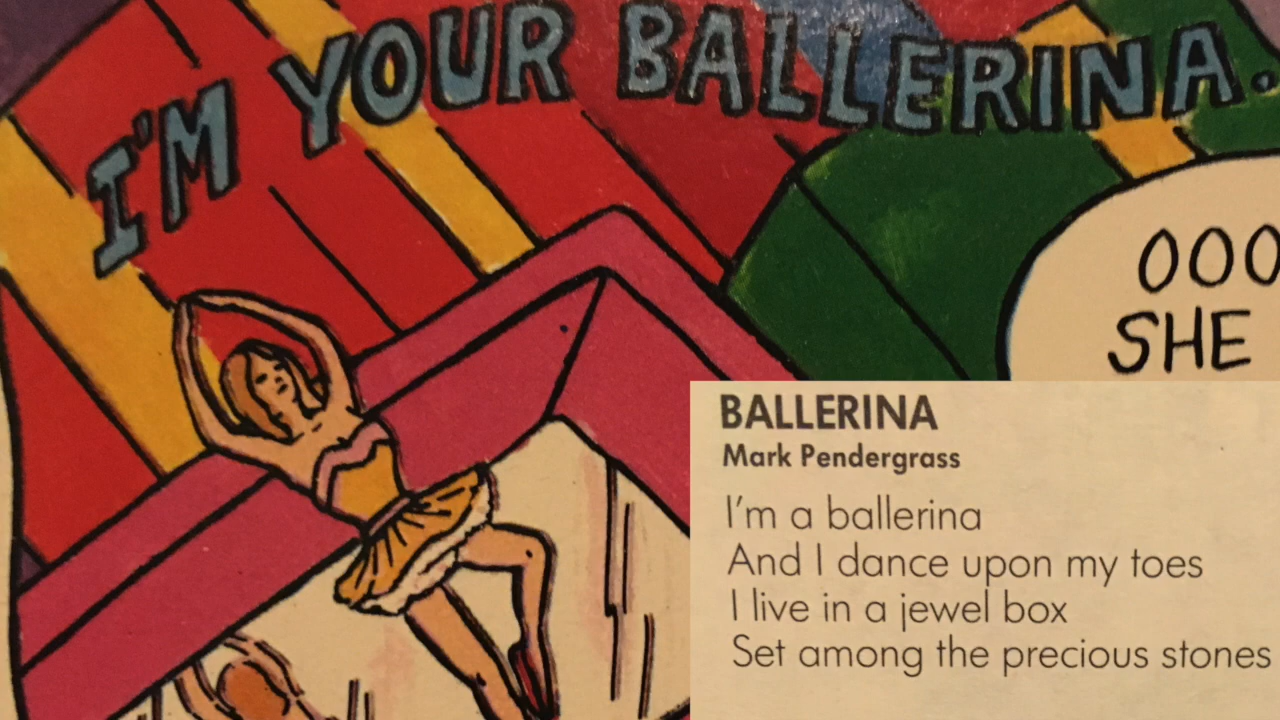 I'M YOUR BALLERINA.
OOO
SHE
BALLERINA
Mark Pendergrass
I'm a ballerina
And I dance upon my toes
I live in a jewel box
Set among the precious stones